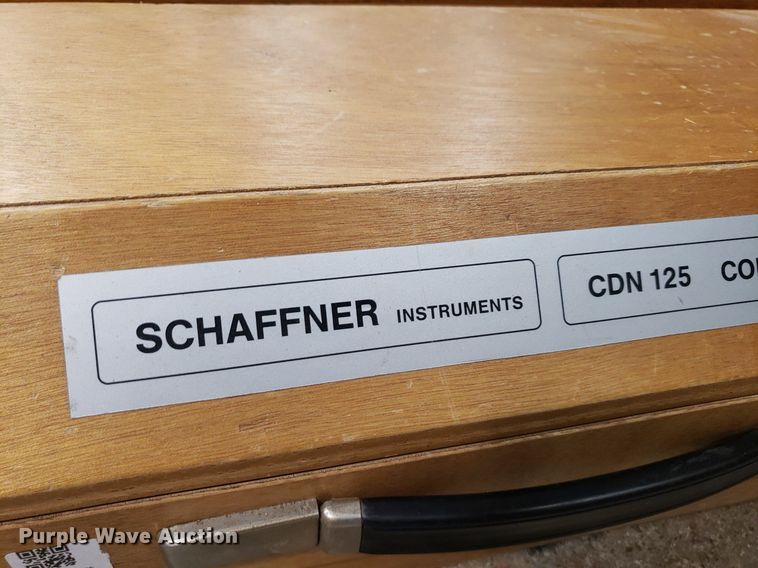 SCHAFFNER INSTRUMENTS
CDN 125
Purple Wave Auction